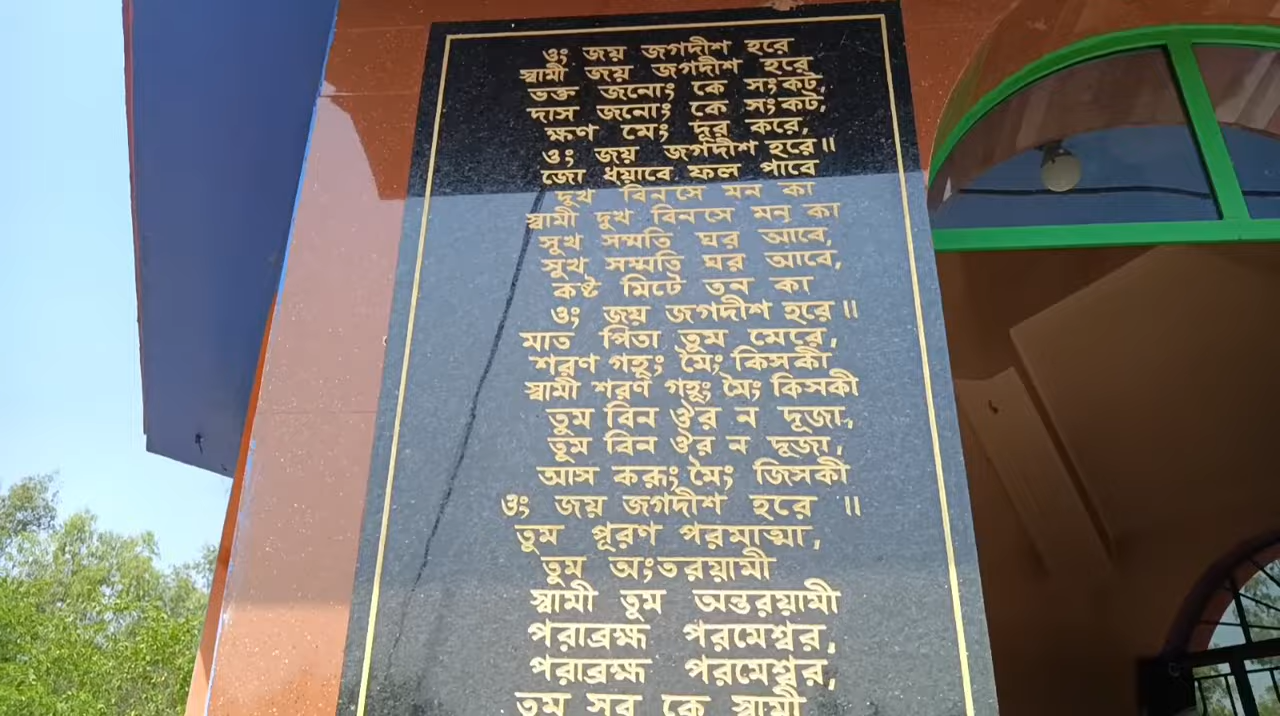 ওঁং জয় জগদীশ হরে
স্বামী জয় জগদীশ হরে
ভক্ত জনোং কে সংকট,
দাস জনোং কে সংকট,
ক্ষণ মেং দূর করে,
ওঁং জয় জগদীশ হরে॥
জো ধয়াবে ফল পাবে
দুখ বিনসে মন কা
স্বামী দুখ বিনসে মন কা
সুখ সম্মতি ঘর আবে,
সুখ সম্মতি ঘর আবে,
কষ্ট মিটে তন কা
ওঁং জয় জগদীশ হরে॥
মাত পিতা তুম মেরে,
শরণ গহূং মৈং কিসকী
স্বামী শরণ গহূং মৈং কিসকী
তুম বিন ঔর ন দূজা,
তুম বিন ঔর ন দূজা,
আস করূং মৈং জিসকী
ওঁং জয় জগদীশ হরে ॥
তুম পূরণ পরমাত্মা,
তুম অংতরয়ামী
স্বামী তুম অন্তরয়ামী
পরাব্রহ্ম পরমেশ্বর,
পরাব্রহ্ম পরমেশ্বর,
তুম সব কে স্বামী